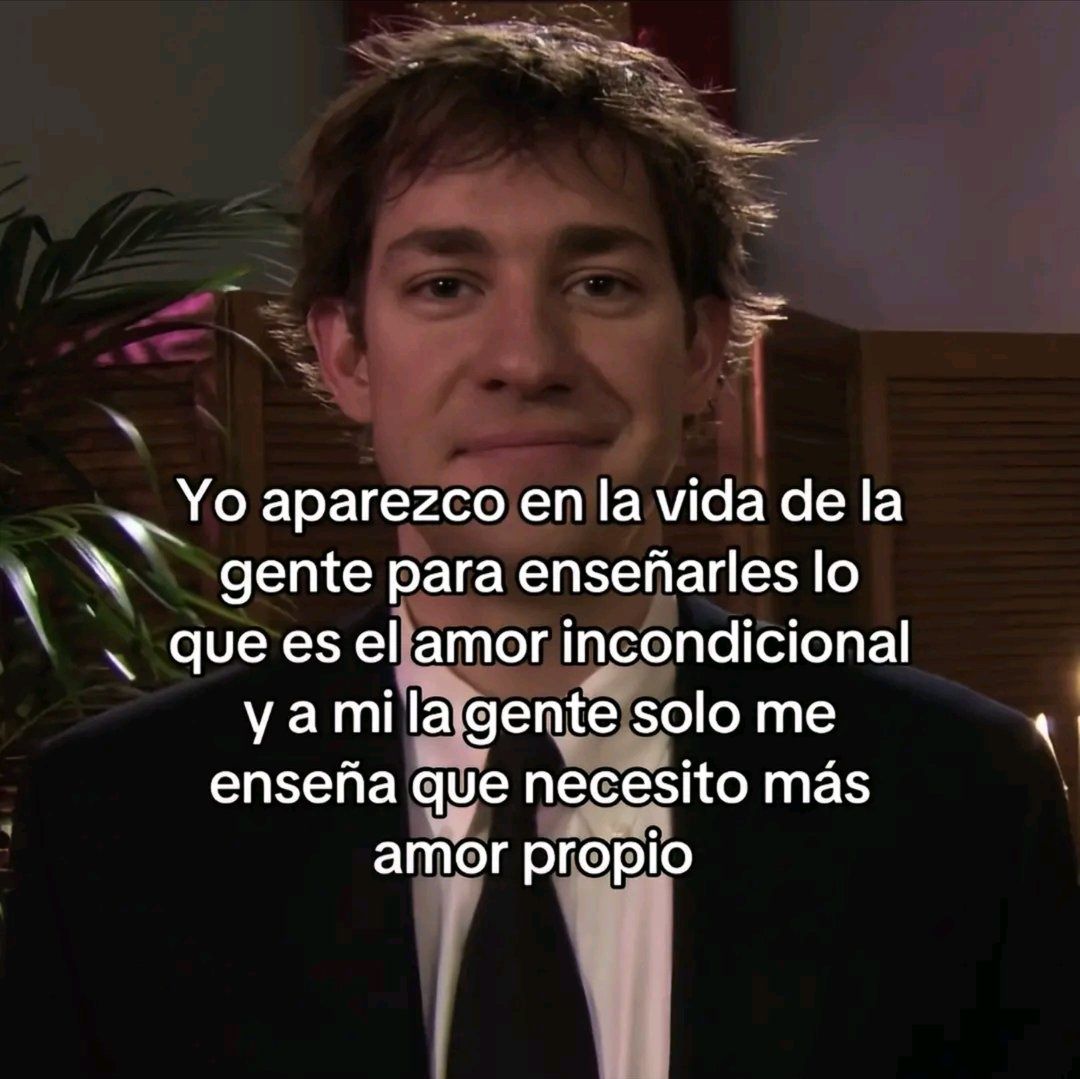 Yo aparezco en la vida de la
gente para enseñarles lo
que es el amor incondicional
y a mi la gente solo me
enseña que necesito más
amor propio